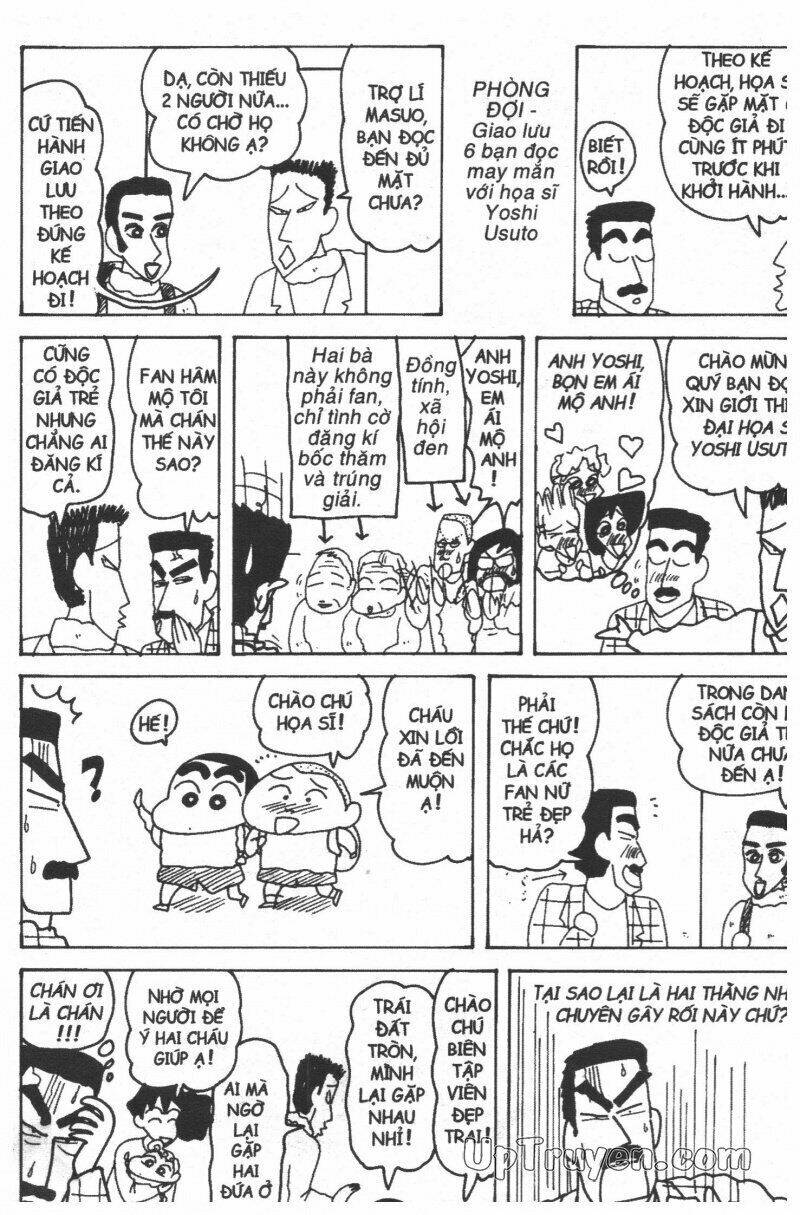 THEO KẾ
HOẠCH, HỌA
SẼ GẶP MẶT
ĐỘC GIẢ ĐI
CÙNG ÍT PHÚT
TRƯỚC KHI
KHỞI HÀNH...
BIẾT
RỒI!
PHÒNG
ĐỢI -
Giao lưu
6 bạn đọc
may mắn
với họa sĩ
Yoshi
Usuto
TRỢ LÍ
MASUO,
BẠN ĐỌC
ĐẾN ĐỦ
MẶT
CHƯA?
DẠ, CÒN THIẾU
2 NGƯỜI NỮA...
CÓ CHỜ HỌ
KHÔNG Ạ?
CỨ TIẾN
HÀNH
GIAO
LƯU
THEO
ĐÚNG
KẾ
HOẠCH
ĐI!
CHÀO MỪN
QUÝ BẠN ĐỌ
XIN GIỚI THI
ĐẠI HỌA S
YOSHI USUT
ANH YOSHI,
BỌN EM ÁI
MỘ ANH!
ANH
YOSHI,
EM
ÁI
MỘ
ANH
!
Đồng
tính,
xã
hội
đen
Hai bà
này không
phải fan,
chỉ tình cờ
đăng kí
bốc thăm
và trúng
giải.
FAN HÂM
MỘ TÔI
MÀ CHÁN
THẾ NÀY
SAO?
CŨNG
CÓ ĐỘC
GIẢ TRẺ
NHƯNG
CHẲNG AI
ĐĂNG KÍ
CẢ.
TRONG DAN
SÁCH CÒN
ĐỘC GIẢ
NỮA CHƯA
ĐẾN Ạ!
PHẢI
THẾ CHỨ!
CHẮC HỌ
LÀ CÁC
FAN NỮ
TRẺ ĐẸP
HẢ?
CHÁU
XIN LỖI
ĐÃ ĐẾN
MUỘN
Ạ!
CHÀO CHÚ
HỌA SĨ!
HẾ!
?
TẠI SAO LẠI LÀ HAI THẰNG NH
CHUYÊN GÂY RỐI NÀY CHỨ?
CHÀO
CHÚ
BIÊN
TẬP
VIÊN
ĐẸP
TRAI!
TRÁI
ĐẤT
TRÒN,
MÌNH
LẠI GẶP
NHAU
NHỈ!
AI MÀ
NGỜ
LẠI
GẶP
HAI
ĐỨA Ở
NHỜ MỌI
NGƯỜI ĐỂ
Ý HAI CHÁU
GIÚP Ạ!
CHÁN ƠI
LÀ CHÁN
!!!
UpTruyen.com